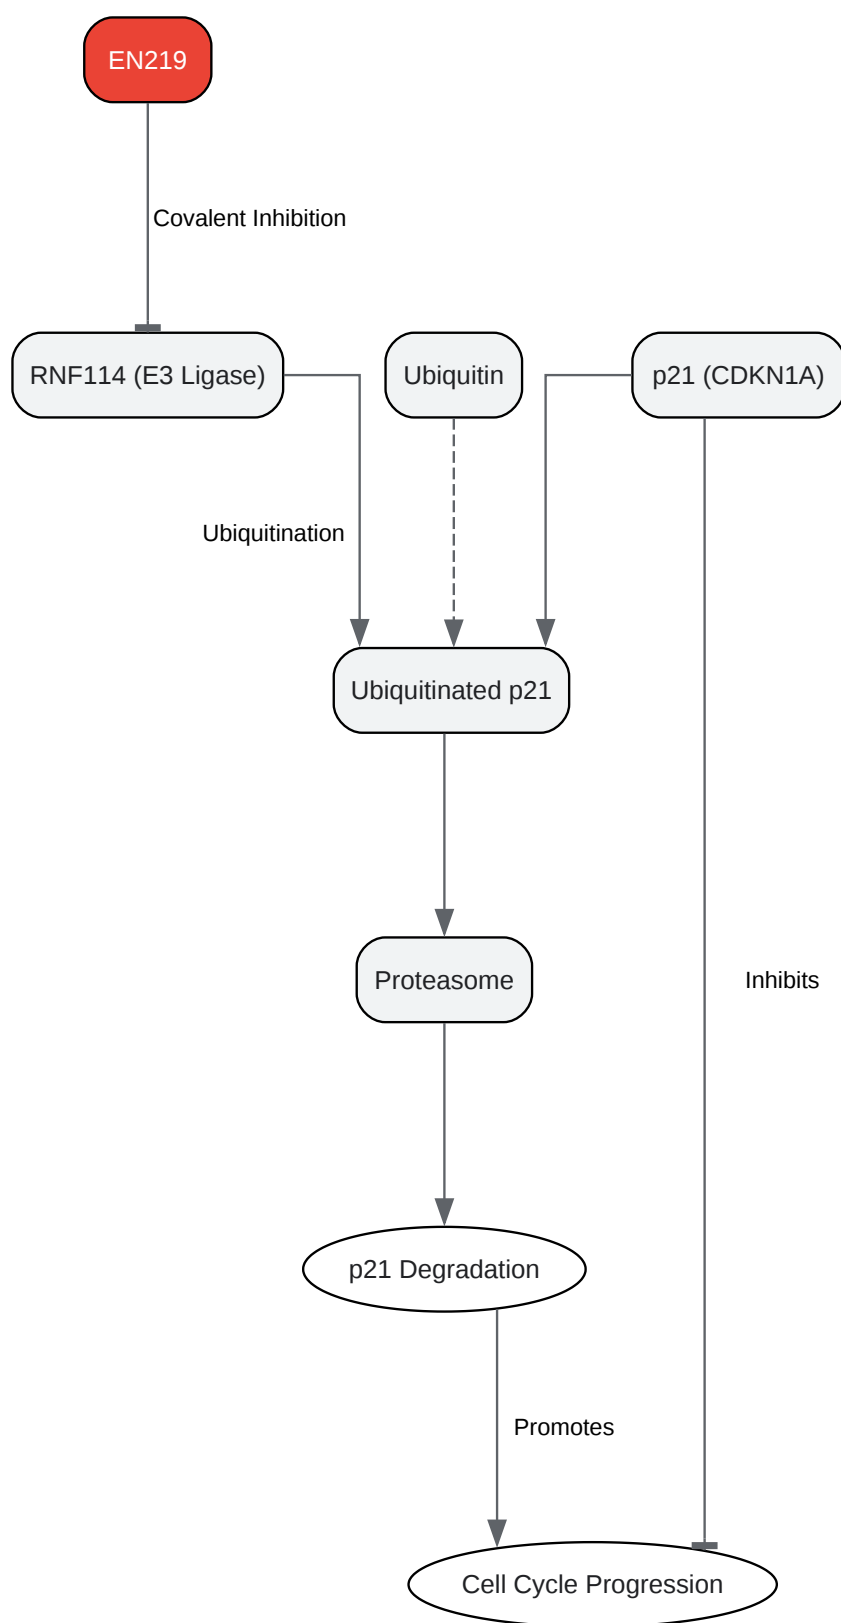 EN219
Covalent Inhibition
RNF114 (E3 Ligase)
Ubiquitin
p21 (CDKN1A)
Ubiquitination
Ubiquitinated p21
Proteasome
Inhibits
p21 Degradation
Promotes
Cell Cycle Progression